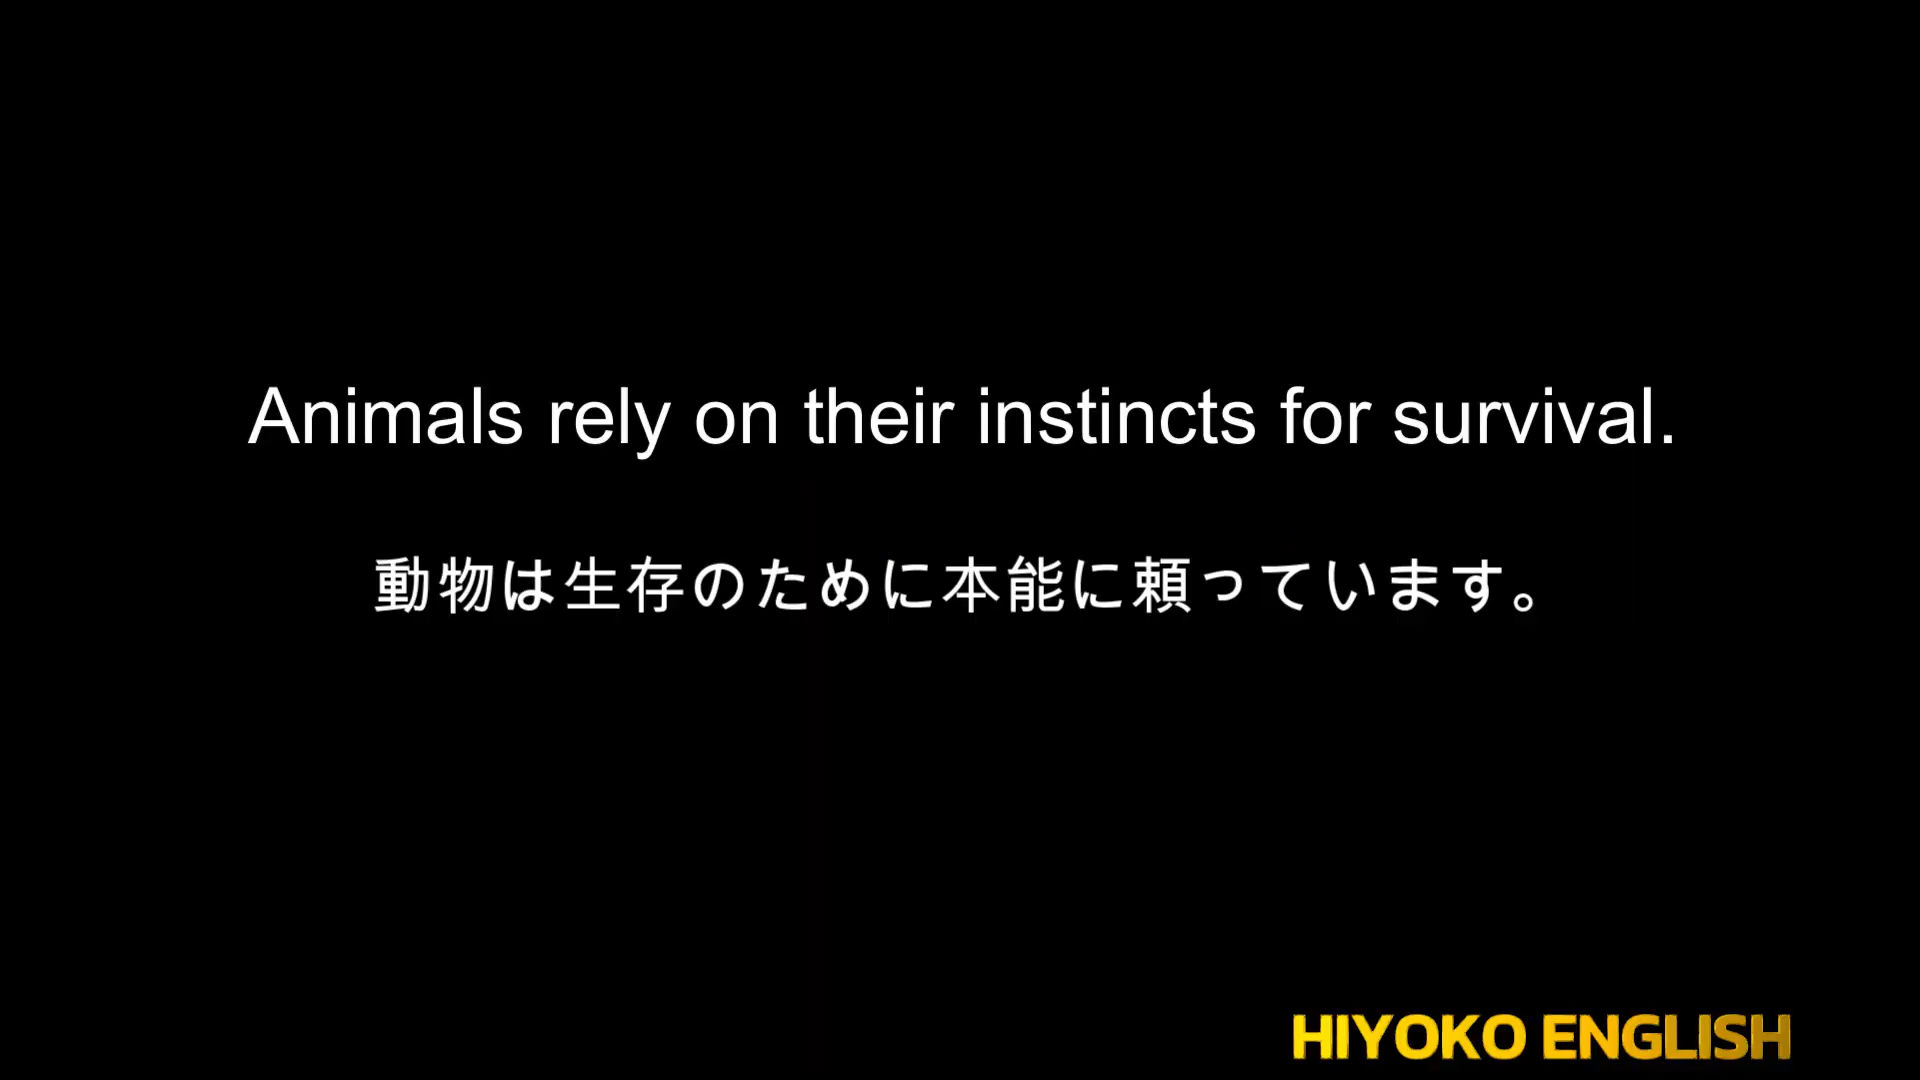 Animals rely on their instincts for survival.
動物は生存のために本能に頼っています。
HIYOKO ENGLISH